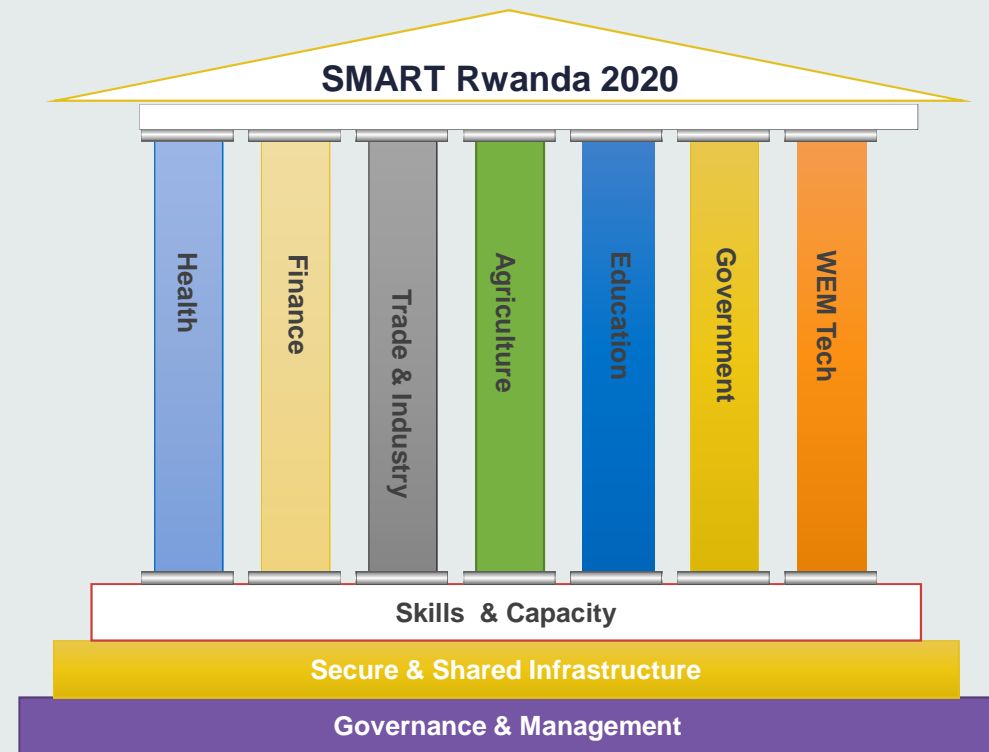 SMART Rwanda 2020
Health
Finance
Trade & Industry
Agriculture
Education
Government
WEM Tech
Skills & Capacity
Secure & Shared Infrastructure
Governance & Management